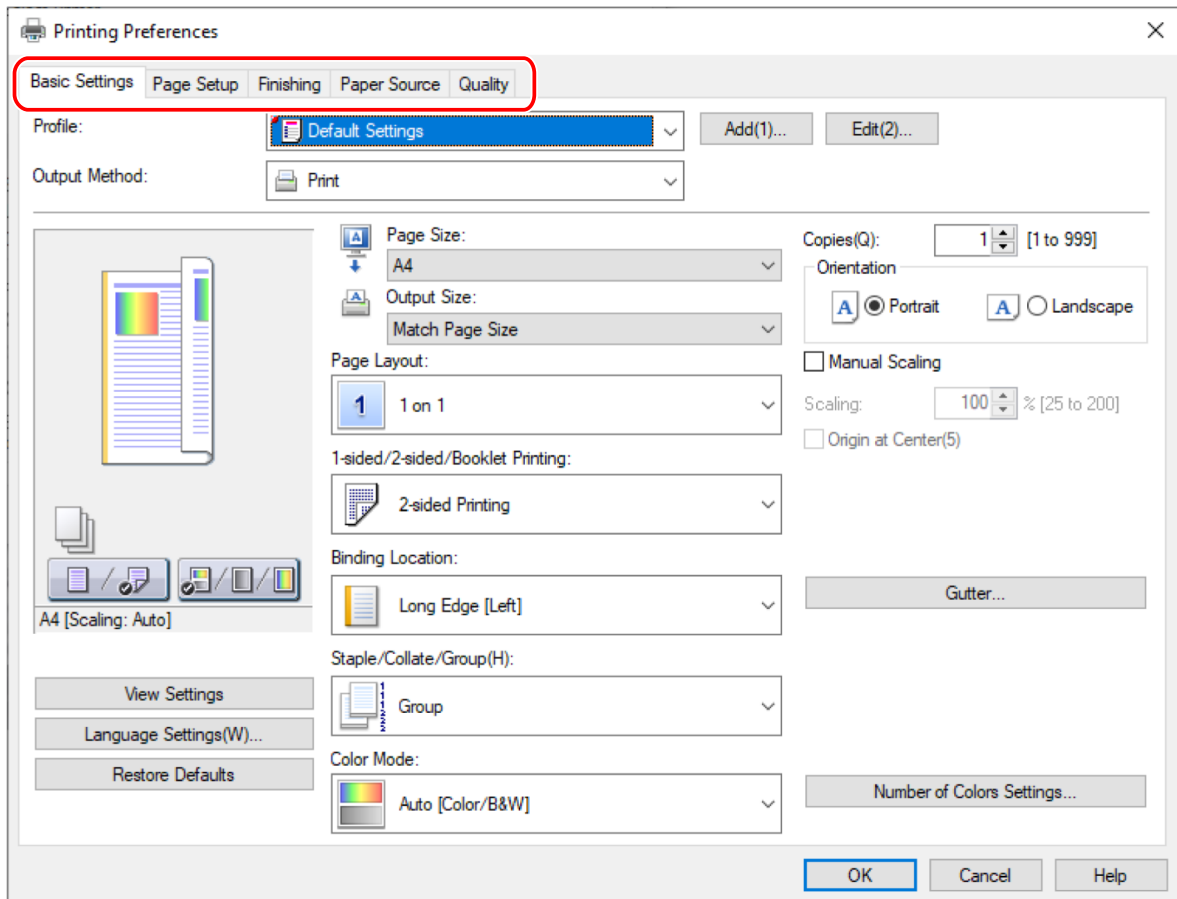 Printing Preferences
Basic Settings Page Setup Finishing Paper Source Quality
Profile: Default Settings Add(1)... Edit(2)...
Output Method: Print
Page Size:
A4
Output Size:
Match Page Size
Page Layout:
1 1 on 1
1-sided/2-sided/Booklet Printing:
2-sided Printing
Binding Location:
Long Edge [Left]
Staple/Collate/Group(H):
Group
Color Mode:
Auto [Color/B&W]
Copies(Q): 1 [1 to 999]
Orientation
A Portrait A Landscape
Manual Scaling
Scaling: 100 % [25 to 200]
Origin at Center(5)
Gutter...
Number of Colors Settings...
A4 [Scaling: Auto]
View Settings
Language Settings(W)...
Restore Defaults
OK Cancel Help